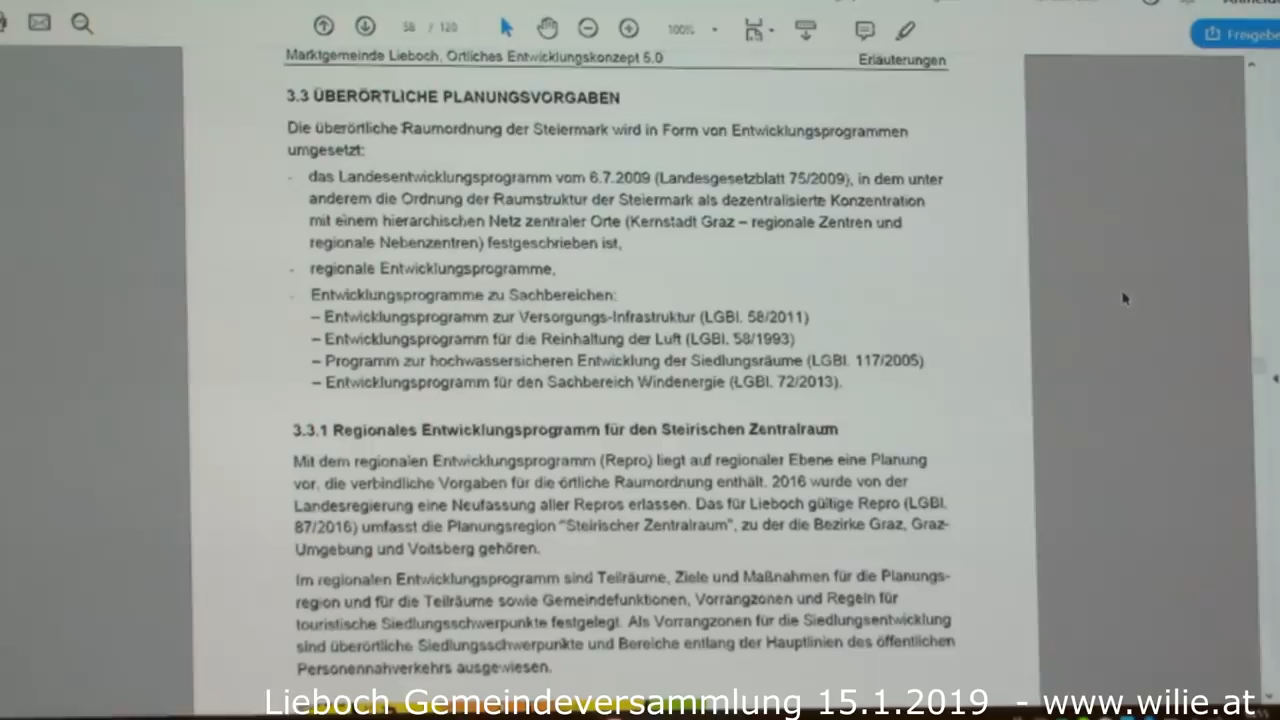 58 / 120
100%
Freigebe
Marktgemeinde Lieboch, Örtliches Entwicklungskonzept 5.0 Erläuterungen
3.3 ÜBERÖRTLICHE PLANUNGSVORGABEN
Die überörtliche Raumordnung der Steiermark wird in Form von Entwicklungsprogrammen
umgesetzt:
- das Landesentwicklungsprogramm vom 6.7.2009 (Landesgesetzblatt 75/2009), in dem unter
anderem die Ordnung der Raumstruktur der Steiermark als dezentralisierte Konzentration
mit einem hierarchischen Netz zentraler Orte (Kernstadt Graz – regionale Zentren und
regionale Nebenzentren) festgeschrieben ist,
- regionale Entwicklungsprogramme,
- Entwicklungsprogramme zu Sachbereichen:
– Entwicklungsprogramm zur Versorgungs-Infrastruktur (LGBl. 58/2011)
– Entwicklungsprogramm für die Reinhaltung der Luft (LGBl. 58/1993)
– Programm zur hochwassersicheren Entwicklung der Siedlungsräume (LGBl. 117/2005)
– Entwicklungsprogramm für den Sachbereich Windenergie (LGBl. 72/2013).
3.3.1 Regionales Entwicklungsprogramm für den Steirischen Zentralraum
Mit dem regionalen Entwicklungsprogramm (Repro) liegt auf regionaler Ebene eine Planung
vor, die verbindliche Vorgaben für die örtliche Raumordnung enthält. 2016 wurde von der
Landesregierung eine Neufassung aller Repros erlassen. Das für Lieboch gültige Repro (LGBl.
87/2016) umfasst die Planungsregion "Steirischer Zentralraum", zu der die Bezirke Graz, Graz-
Umgebung und Voitsberg gehören.
Im regionalen Entwicklungsprogramm sind Teilräume, Ziele und Maßnahmen für die Planungs-
region und für die Teilräume sowie Gemeindefunktionen, Vorrangzonen und Regeln für
touristische Siedlungsschwerpunkte festgelegt. Als Vorrangzonen für die Siedlungsentwicklung
sind überörtliche Siedlungsschwerpunkte und Bereiche entlang der Hauptlinien des öffentlichen
Personennahverkehrs ausgewiesen.
Lieboch Gemeindeversammlung 15.1.2019 - www.wilie.at